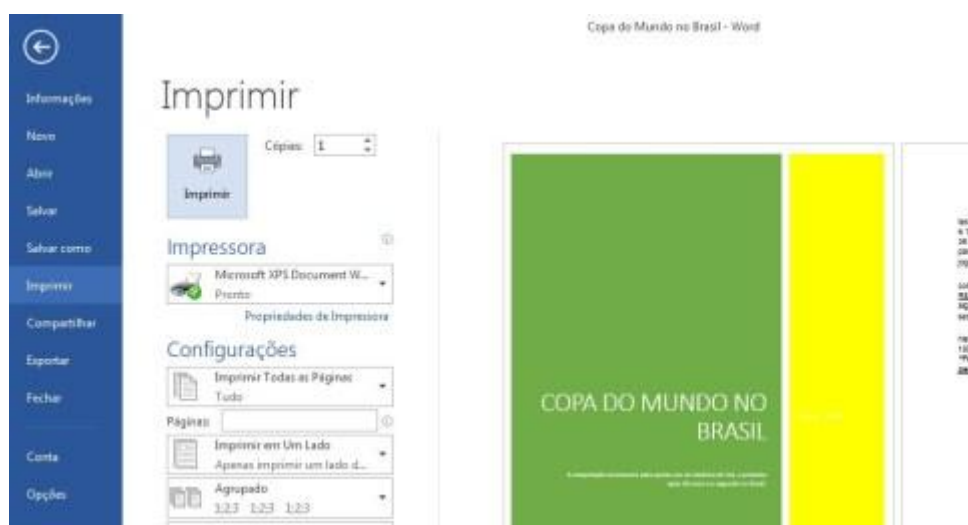 Copa do Mundo no Brasil - Word
Informações
Novo
Abrir
Salvar
Salvar como
Imprimir
Compartilhar
Exportar
Fechar
Conta
Opções
Imprimir
Cópias: 1
Imprimir
Impressora
Microsoft XPS Document W...
Pronto
Propriedades de Impressora
Configurações
Imprimir Todas as Páginas
Tudo
Páginas:
Imprimir em Um Lado
Apenas imprimir um lado d...
Agrupado
1;2;3 1;2;3 1;2;3
COPA DO MUNDO NO
BRASIL